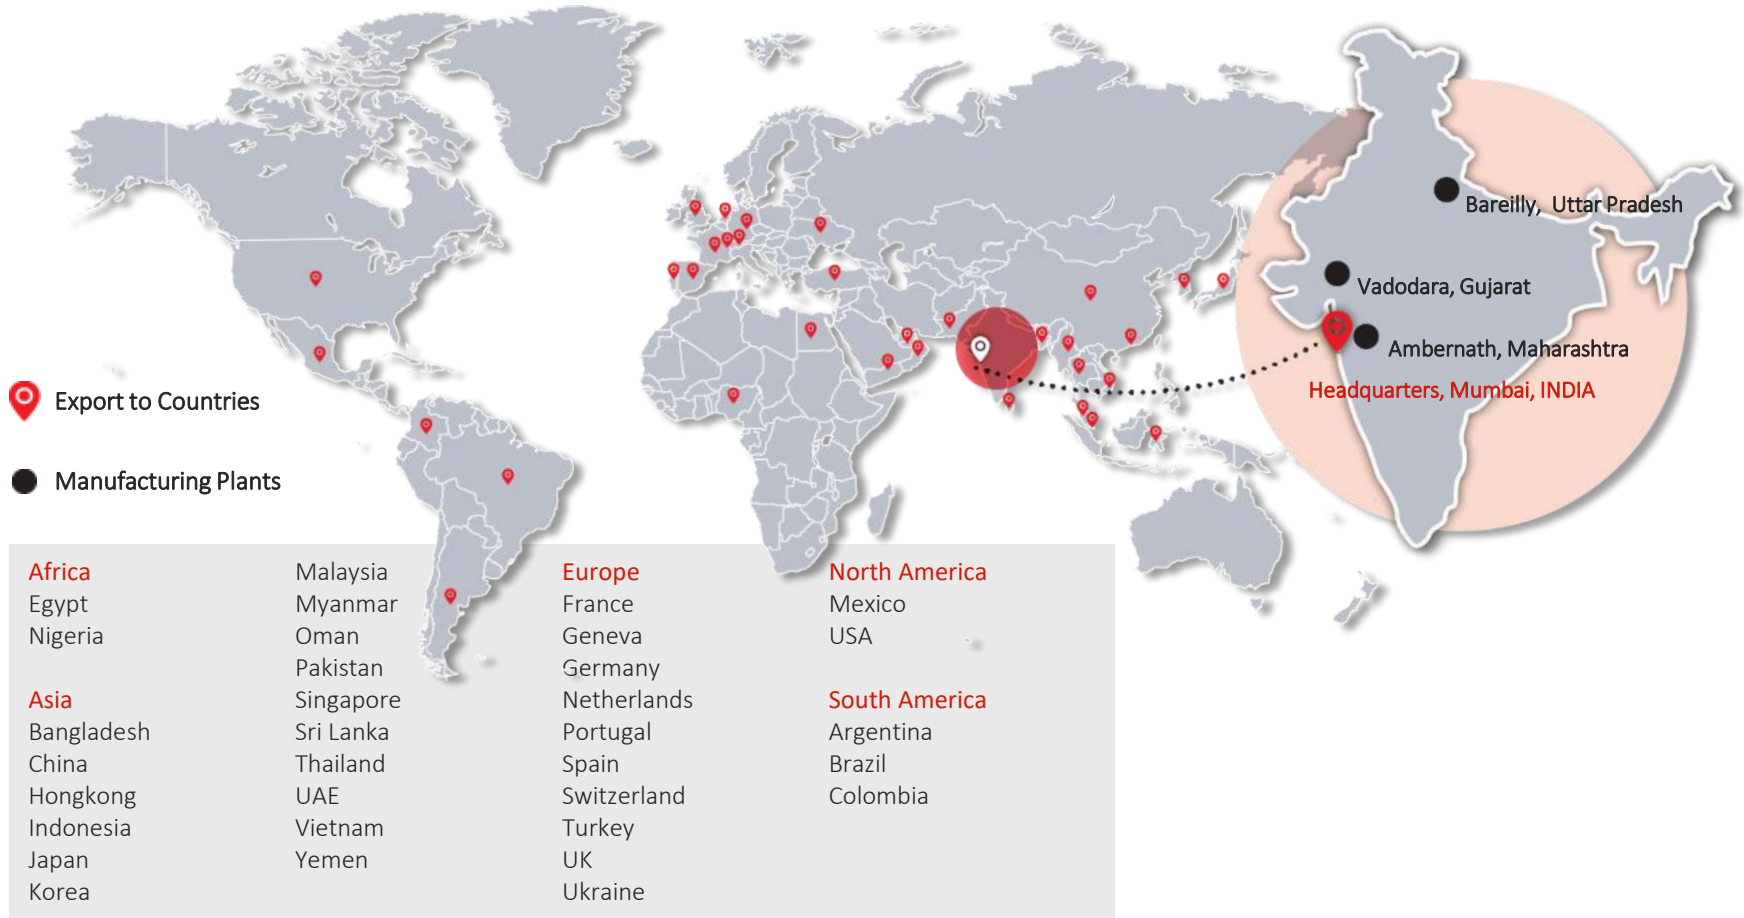 Bareilly, Uttar Pradesh
Vadodara, Gujarat
Ambernath, Maharashtra
Headquarters, Mumbai, INDIA
Export to Countries
Manufacturing Plants
Africa
Egypt
Nigeria
Asia
Bangladesh
China
Hongkong
Indonesia
Japan
Korea
Malaysia
Myanmar
Oman
Pakistan
Singapore
Sri Lanka
Thailand
UAE
Vietnam
Yemen
Europe
France
Geneva
Germany
Netherlands
Portugal
Spain
Switzerland
Turkey
UK
Ukraine
North America
Mexico
USA
South America
Argentina
Brazil
Colombia